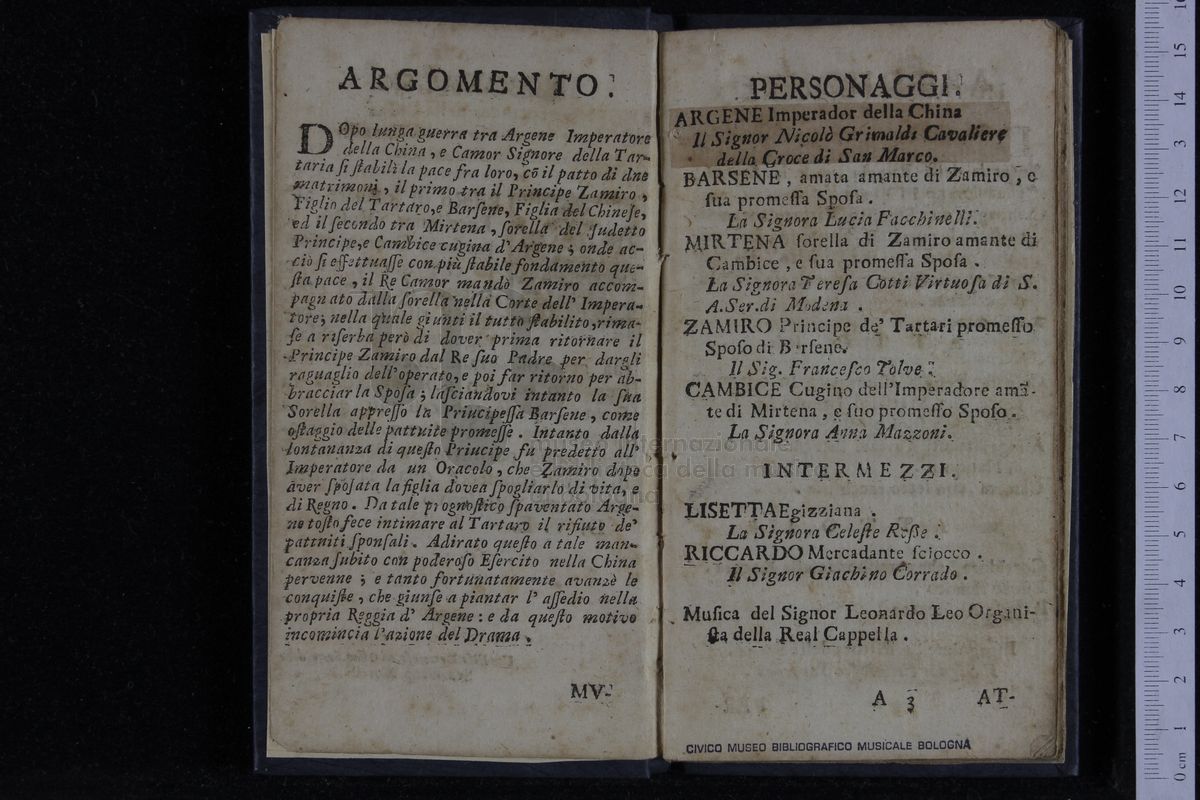 ARGOMENTO.
DOpo lunga guerra tra Argene Imperatore
della China, e Camor Signore della Tar-
taria si stabilì la pace fra loro, cō il patto di due
matrimonj, il primo tra il Principe Zamiro,
Figlio del Tartaro, e Barsene, Figlia del Chinese,
ed il secondo tra Mirtena, sorella del sudetto
Principe, e Cambice cugina d'Argene; onde ac-
ciò si effettuasse con più stabile fondamento que-
sta pace, il Re Camor mandò Zamiro accom-
pagnato dalla sorella nella Corte dell' Impera-
tore; nella quale giunti il tutto stabilito, rima-
se a riserba però di dover prima ritornare il
Principe Zamiro dal Re suo Padre per dargli
raguaglio dell'operato, e poi far ritorno per ab-
bracciar la Sposa; lasciandovi intanto la sua
Sorella appresso la Principessa Barsene, come
ostaggio delle pattuite promesse. Intanto dalla
lontananza di questo Priucipe fu predetto all'
Imperatore da un Oracolo, che Zamiro dopo
aver sposata la figlia dovea spogliarlo di vita, e
di Regno. Da tale prognostico spaventato Arge-
ne tosto fece intimare al Tartaro il rifiuto de'
pattuiti sponsali. Adirato questo a tale man-
canza subito con poderoso Esercito nella China
pervenne; e tanto fortunatamente avanzè le
conquiste, che giunse a piantar l' assedio nella
propria Reggia d' Argene: e da questo motivo
incomincia l'azione del Drama.
MV-
PERSONAGGI.
ARGENE Imperador della China
Il Signor Nicolò Grimaldi Cavaliere
della Croce di San Marco.
BARSENE, amata amante di Zamiro, e
sua promessa Sposa.
La Signora Lucia Facchinelli.
MIRTENA sorella di Zamiro amante di
Cambice, e sua promessa Sposa.
La Signora Teresa Cotti Virtuosa di S.
A.Ser.di Modena.
ZAMIRO Principe de' Tartari promesso
Sposo di Barsene.
Il Sig. Francesco Tolve.
CAMBICE Cugino dell'Imperadore amā-
te di Mirtena, e suo promesso Sposo.
La Signora Anna Mazzoni.
INTERMEZZI.
LISETTA Egizziana.
La Signora Celeste Resse.
RICCARDO Mercadante sciocco.
Il Signor Giachino Corrado.
Musica del Signor Leonardo Leo Organi-
sta della Real Cappella.
A 3 AT-
CIVICO MUSEO BIBLIOGRAFICO MUSICALE BOLOGNA